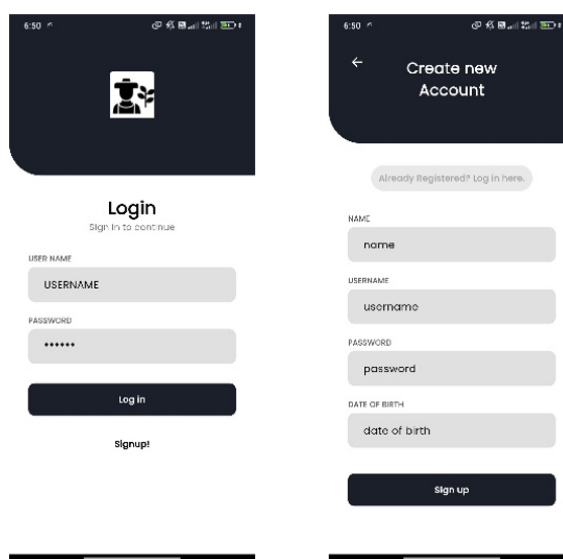 6:50
Login
Sign in to continue
USER NAME
USERNAME
PASSWORD
••••••
Log in
Signup!
6:50
Create new
Account
Already Registered? Log in here.
NAME
name
USERNAME
username
PASSWORD
password
DATE OF BIRTH
date of birth
Sign up